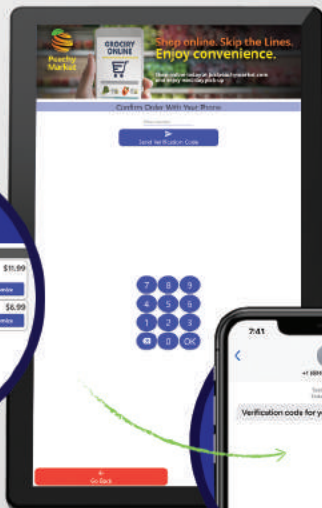 Peachy
Market
GROCERY
ONLINE
Shop online. Skip the Lines.
Enjoy convenience.
Confirm Order With Your Phone
Send Verification Code
$11.99
$6.99
7 8 9
4 5 6
1 2 3
0 OK
Go Back
7:41
Verification code for yo